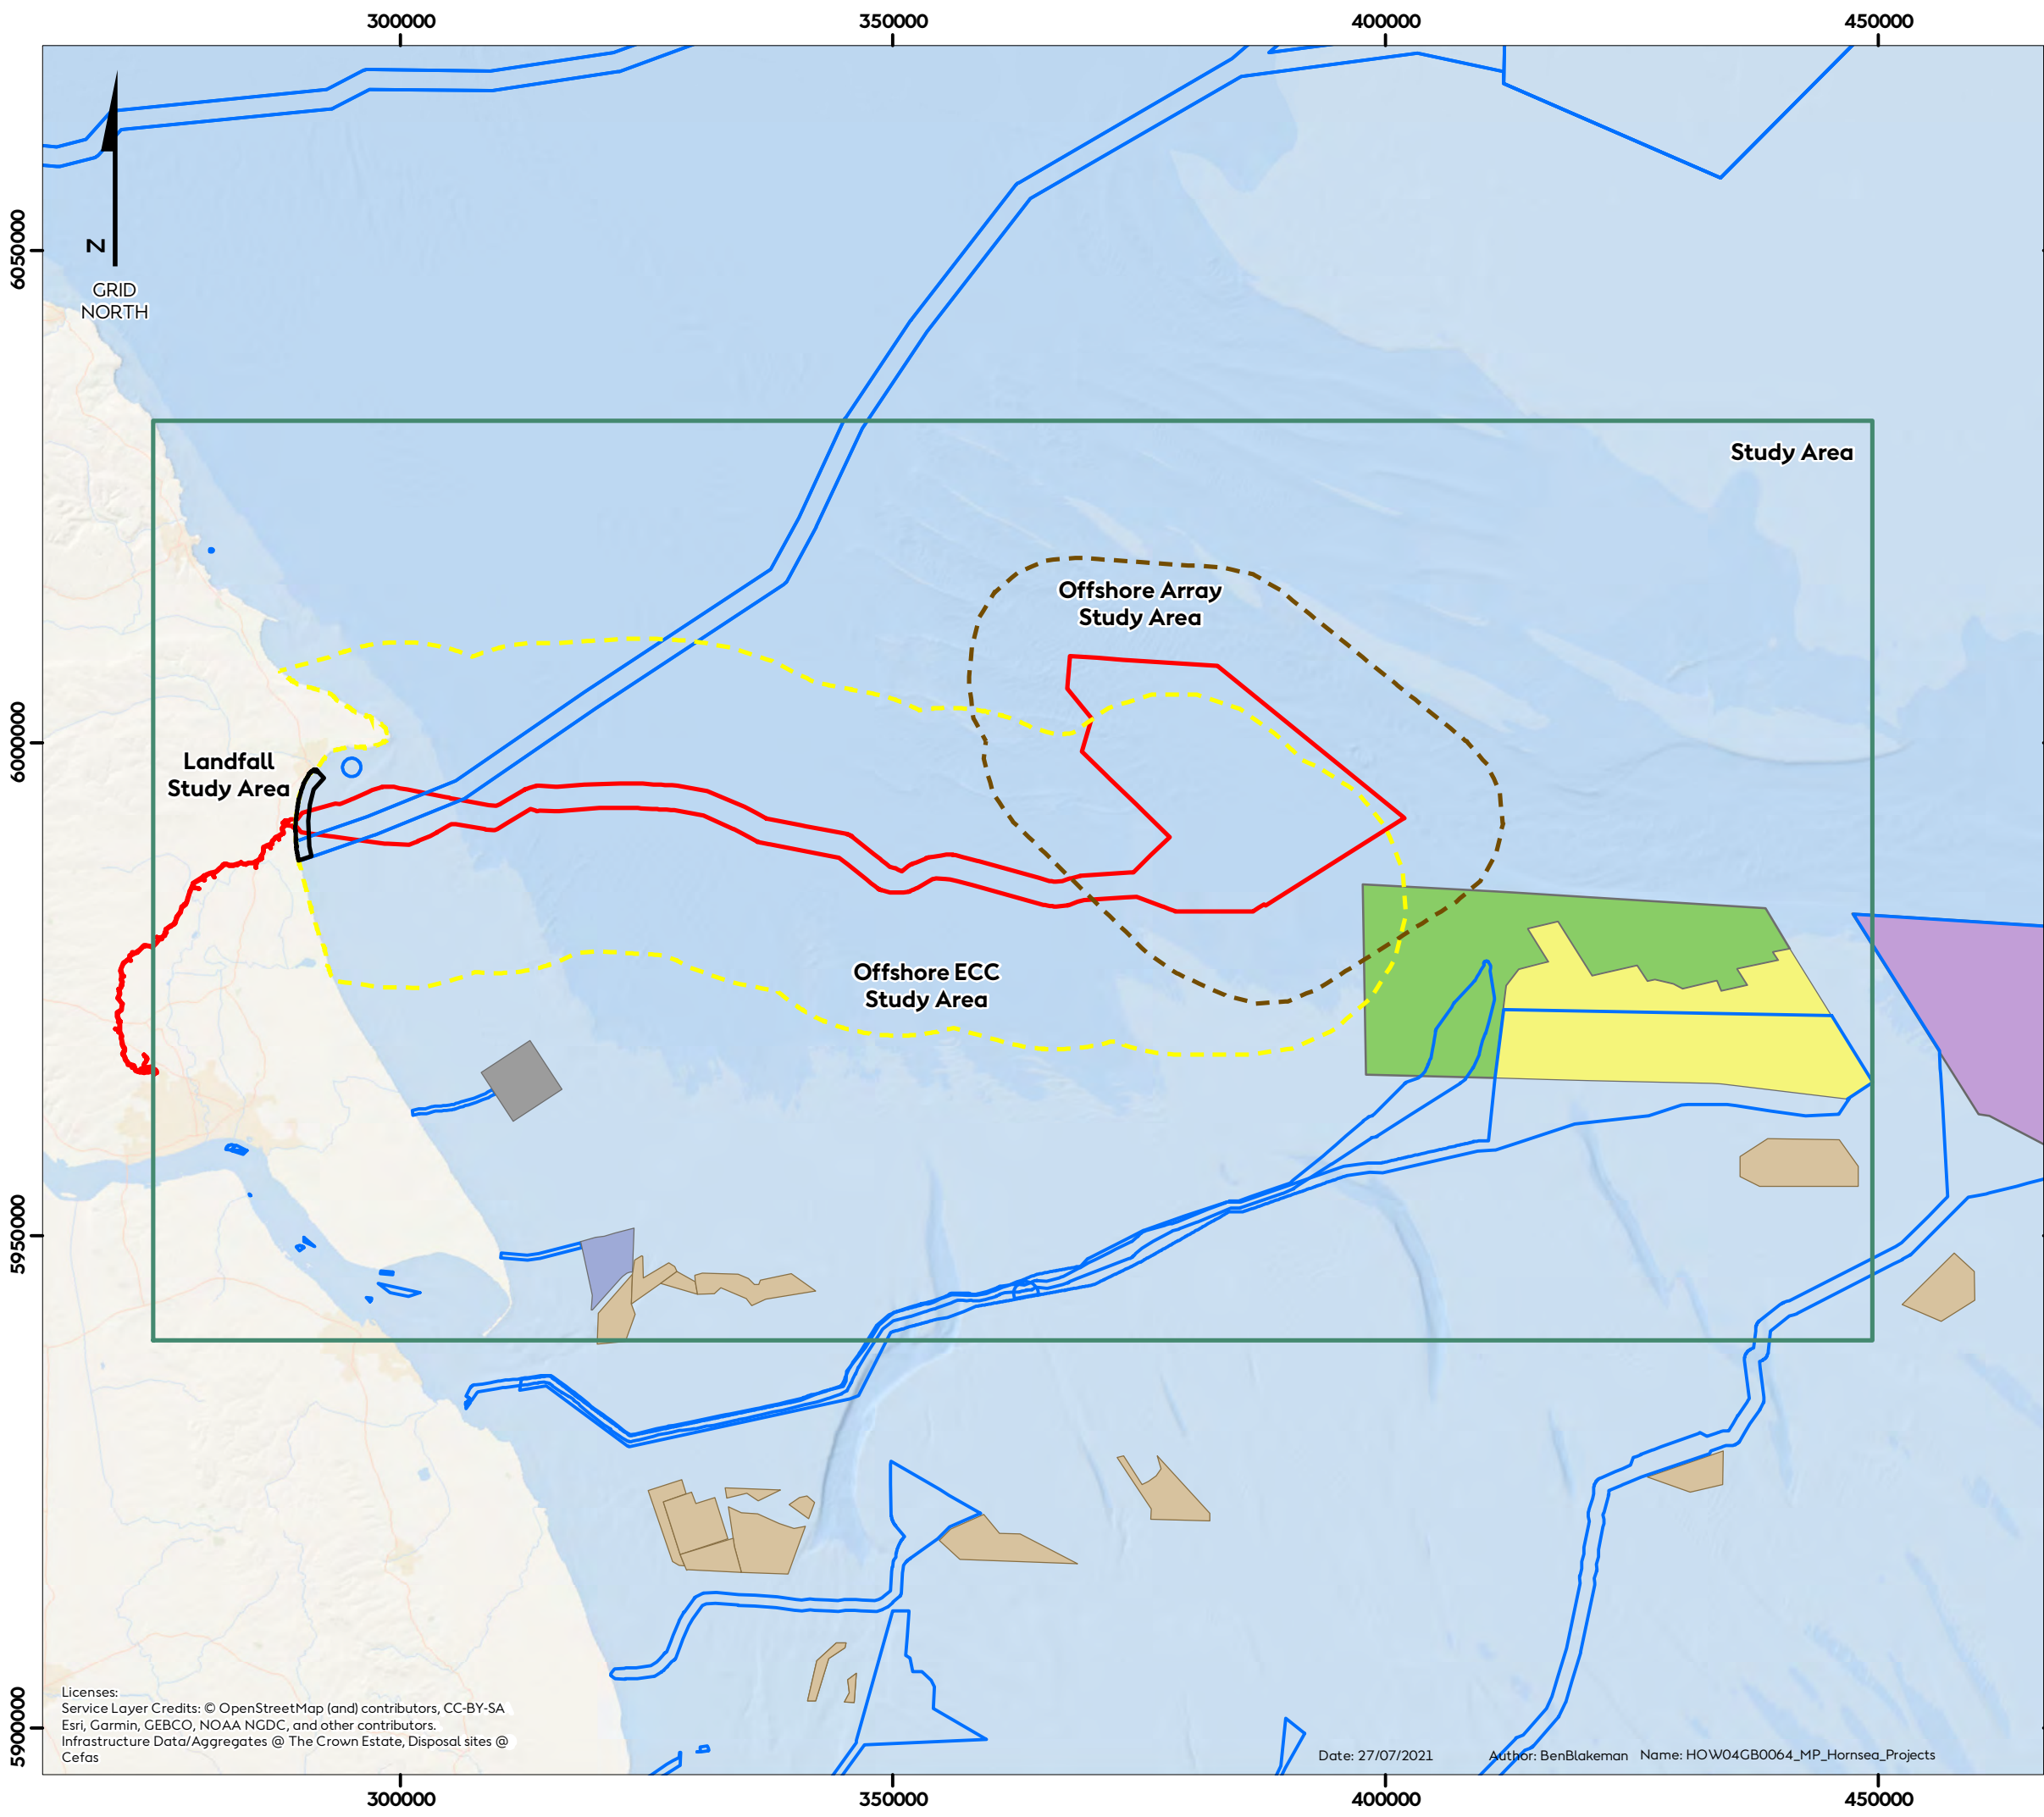 300000
350000
400000
450000
6050000
6000000
5950000
5900000
N
GRID
NORTH
Study Area
Offshore Array
Study Area
Landfall
Study Area
Offshore ECC
Study Area
Licenses:
Service Layer Credits: © OpenStreetMap (and) contributors, CC-BY-SA
Esri, Garmin, GEBCO, NOAA NGDC, and other contributors.
Infrastructure Data/Aggregates @ The Crown Estate, Disposal sites @
Cefas
Date: 27/07/2021 Author: BenBlakeman Name: HOW04GB0064_MP_Hornsea_Projects
300000
350000
400000
450000